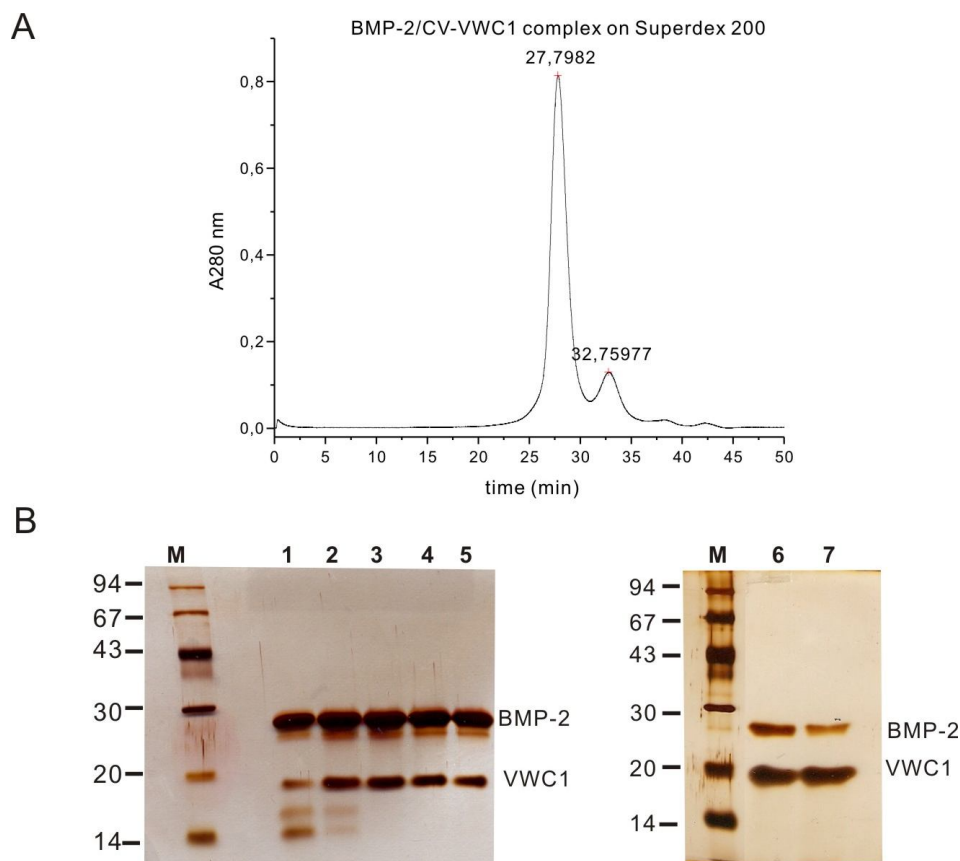 A
BMP-2/CV-VWC1 complex on Superdex 200
27,7982
0,8
0,6
32,75977
0,4
0,2
0,0
A280 nm
0 5 10 15 20 25 30 35 40 45 50
time (min)
B
M 1 2 3 4 5
94
67
43
30
20
14
BMP-2
VWC1
M 6 7
94
67
43
30
20
14
BMP-2
VWC1